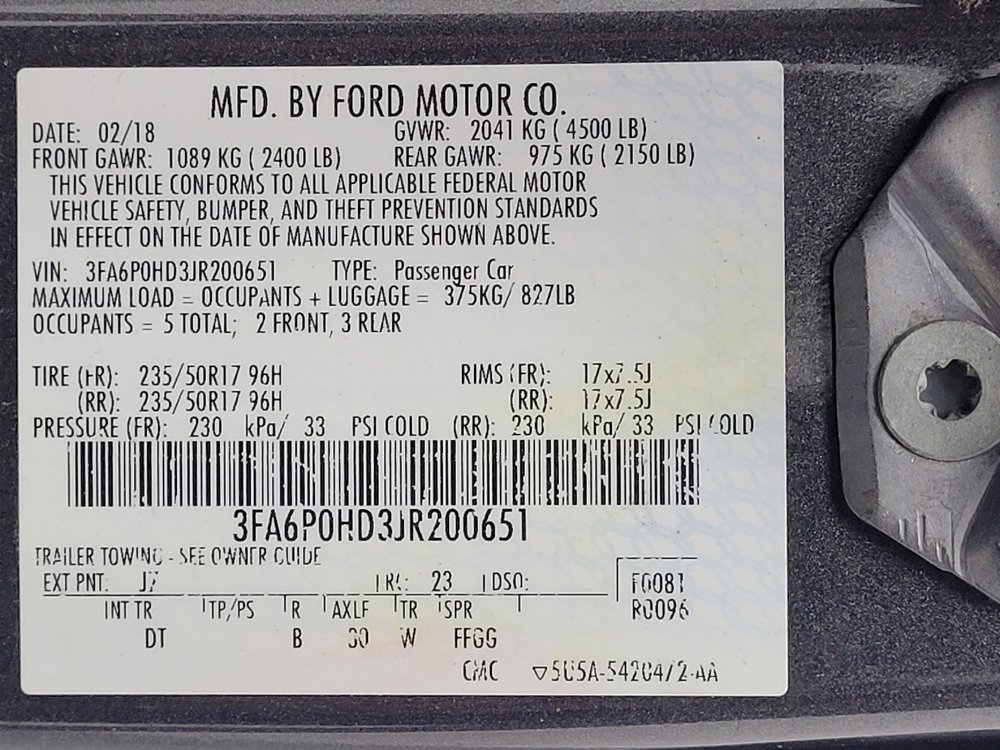 MFD. BY FORD MOTOR CO.
DATE: 02/18 GVWR: 2041 KG ( 4500 LB)
FRONT GAWR: 1089 KG ( 2400 LB) REAR GAWR: 975 KG ( 2150 LB)
THIS VEHICLE CONFORMS TO ALL APPLICABLE FEDERAL MOTOR
VEHICLE SAFETY, BUMPER, AND THEFT PREVENTION STANDARDS
IN EFFECT ON THE DATE OF MANUFACTURE SHOWN ABOVE.
VIN: 3FA6P0HD3JR200651 TYPE: Passenger Car
MAXIMUM LOAD = OCCUPANTS + LUGGAGE = 375KG/ 827LB
OCCUPANTS = 5 TOTAL; 2 FRONT, 3 REAR
TIRE (FR): 235/50R17 96H RIMS (FR): 17x7.5J
(RR): 235/50R17 96H (RR): 17x7.5J
PRESSURE (FR): 230 kPa/ 33 PSI COLD (RR): 230 kPa/ 33 PSI COLD
3FA6P0HD3JR200651
TRAILER TOWING - SEE OWNER GUIDE
EXT PNT: J7 RC: 23 DSO: F0081
INT TR TP/PS R AXLE TR SPR R0096
DT B W FFGG
CMC